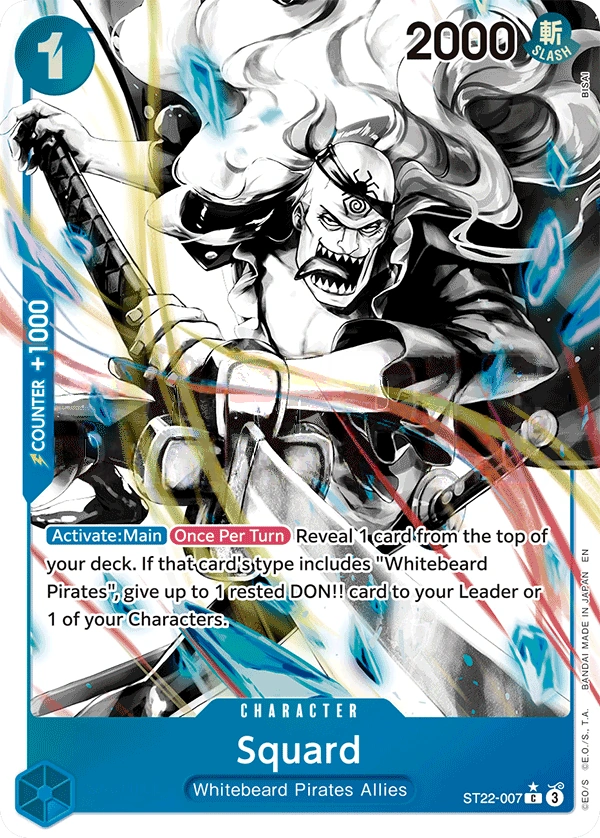 1
2000
斬
SLASH
BISAI
COUNTER +1000
Activate:Main Once Per Turn Reveal 1 card from the top of
your deck. If that card's type includes "Whitebeard
Pirates", give up to 1 rested DON!! card to your Leader or
1 of your Characters.
CHARACTER
Squard
Whitebeard Pirates Allies
ST22-007 C 3
©E.O/S ©E.O./S., T.A. BANDAI MADE IN JAPAN EN